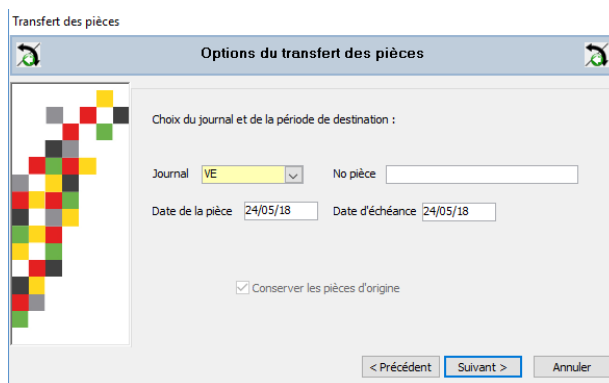 Transfert des pièces
Options du transfert des pièces
Choix du journal et de la période de destination :
Journal VE No pièce
Date de la pièce 24/05/18 Date d'échéance 24/05/18
Conserver les pièces d'origine
< Précédent Suivant > Annuler